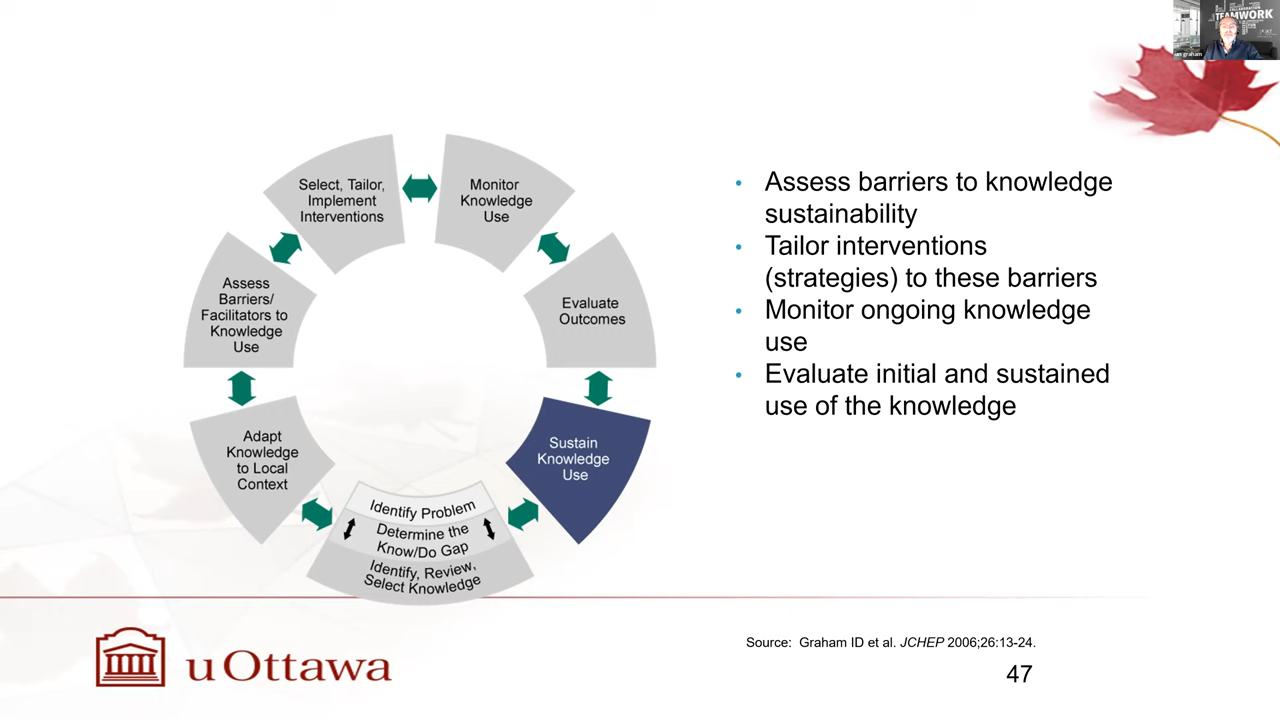 TEAMWORK
ian graham
Select, Tailor,
Implement
Interventions
Monitor
Knowledge
Use
Assess
Barriers/
Facilitators to
Knowledge
Use
Evaluate
Outcomes
Adapt
Knowledge
to Local
Context
Sustain
Knowledge
Use
Identify Problem
Determine the
Know/Do Gap
Identify, Review,
Select Knowledge
• Assess barriers to knowledge
sustainability
• Tailor interventions
(strategies) to these barriers
• Monitor ongoing knowledge
use
• Evaluate initial and sustained
use of the knowledge
uOttawa
Source: Graham ID et al. JCHEP 2006;26:13-24.
47